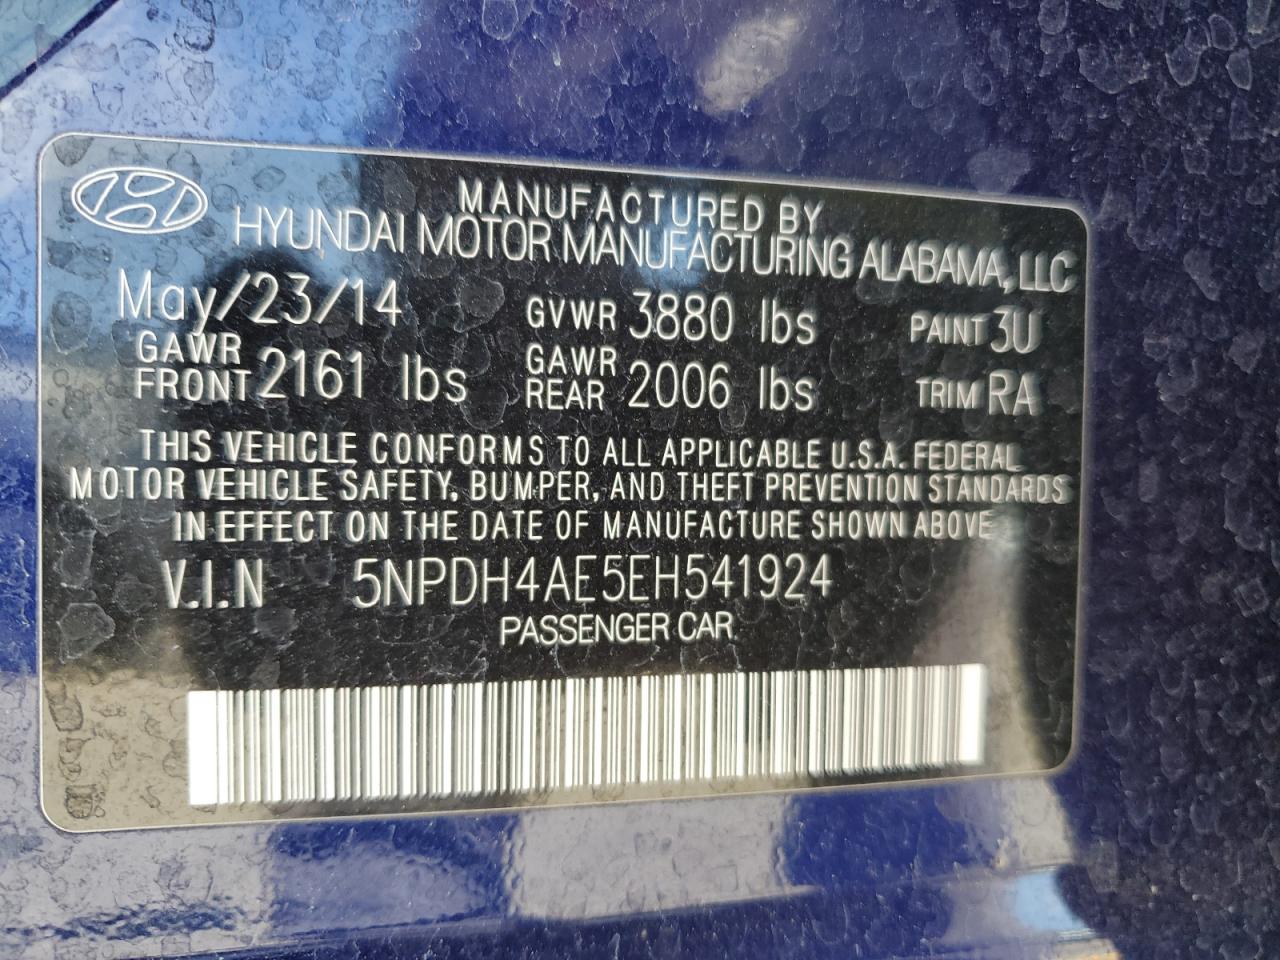 MANUFACTURED BY
HYUNDAI MOTOR MANUFACTURING ALABAMA, LLC
May/23/14 GVWR 3880 lbs PAINT 3U
GAWR FRONT 2161 lbs GAWR REAR 2006 lbs TRIM RA
THIS VEHICLE CONFORMS TO ALL APPLICABLE U.S.A. FEDERAL
MOTOR VEHICLE SAFETY, BUMPER, AND THEFT PREVENTION STANDARDS
IN EFFECT ON THE DATE OF MANUFACTURE SHOWN ABOVE
V.I.N 5NPDH4AE5EH541924
PASSENGER CAR